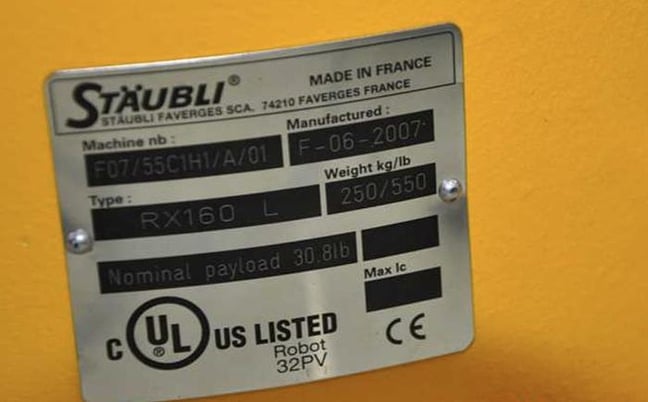 STÄUBLI® MADE IN FRANCE
STÄUBLI FAVERGES SCA. 74210 FAVERGES FRANCE
Machine nb : Manufactured :
F07/55C1H1/A/01 F-06-2007
Type : Weight kg/lb
RX160 L 250/550
Nominal payload 30.8lb
Max Ic
C UL® US LISTED CE
Robot
32PV